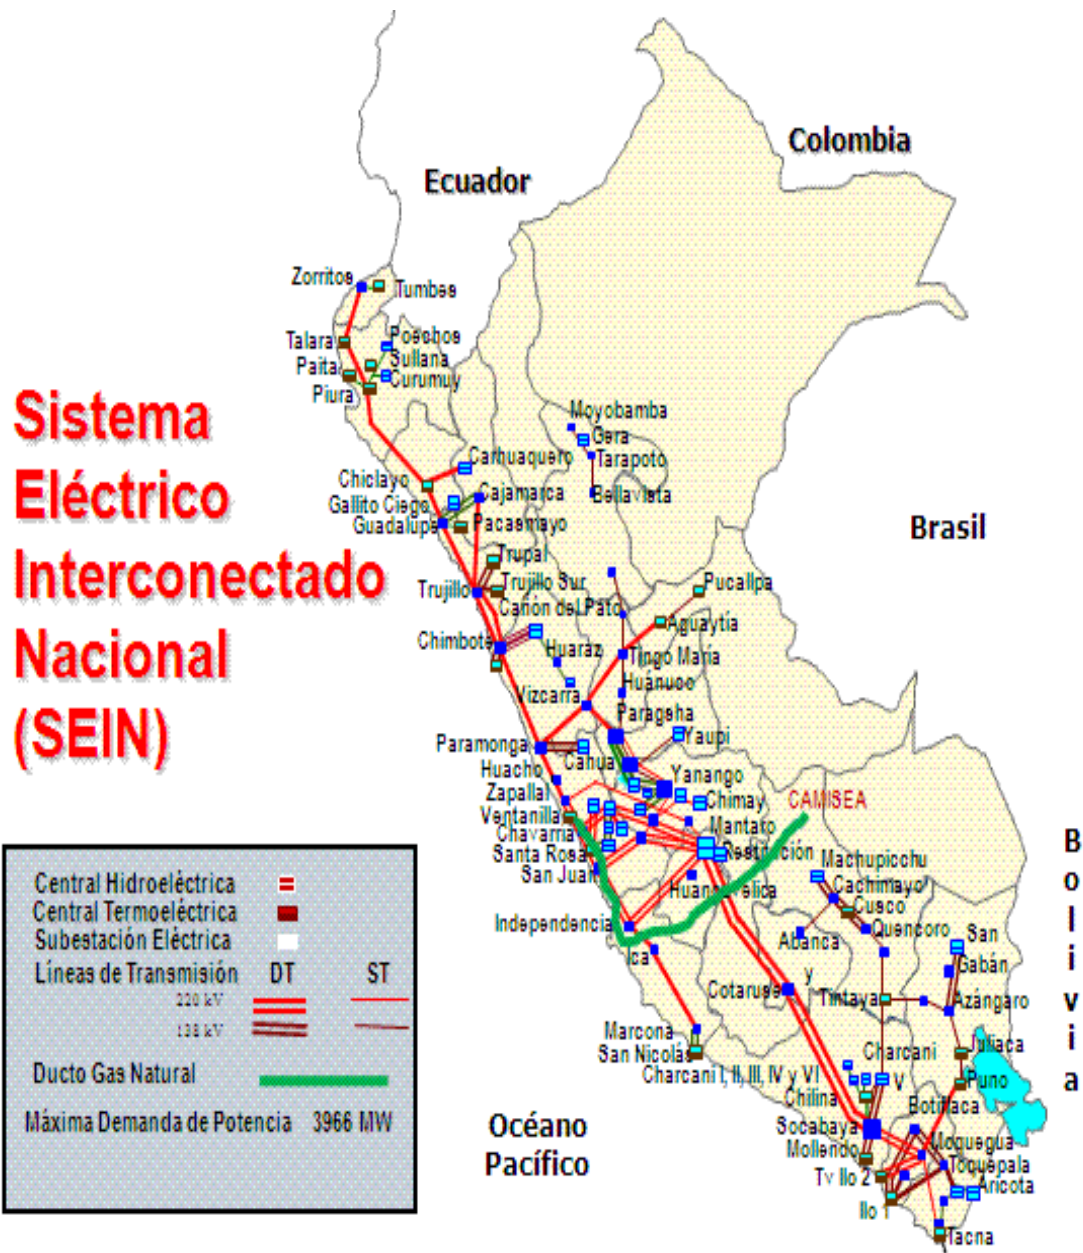 Colombia
Ecuador
Zorritos
Tumbes
Talara
Poechos
Sullana
Paita
Curumuy
Piura
Sistema
Eléctrico
Interconectado
Nacional
(SEIN)
Moyobamba
Gera
Tarapoto
Bellavista
Carhuaquero
Chiclayo
Cajamarca
Gallito Ciego
Guadalupe
Pacasmayo
Brasil
Trupal
Trujillo
Trujillo Sur
Pucallpa
Cañón del Pato
Aguaytía
Chimbote
Huaraz
Tingo María
Huánuco
Vizcarra
Paragsha
Yaupi
Paramonga
Cahua
Huacho
Yanango
Zapallal
Chimay
CAMISEA
Ventanilla
Mantaro
Chavarria
Santa Rosa
Restitución
San Juan
Machupicchu
Cachimayo
Huancavelica
Cusco
Independencia
Quencoro
Abanca
y
San
Gabán
Ica
Cotaruse
Tintaya
Azángaro
Marcona
San Nicolás
Charcani
Juliaca
Charcani I, II, III, IV y VI
V
Puno
Chilina
Botiflaca
Socabaya
Moquegua
Mollendo
Toquepala
Tv Ilo 2
Aricota
Ilo 1
Tacna
Océano
Pacífico
B
o
l
i
v
i
a
Central Hidroeléctrica
Central Termoeléctrica
Subestación Eléctrica
Líneas de Transmisión DT ST
220 kV
138 kV
Ducto Gas Natural
Máxima Demanda de Potencia 3966 MW